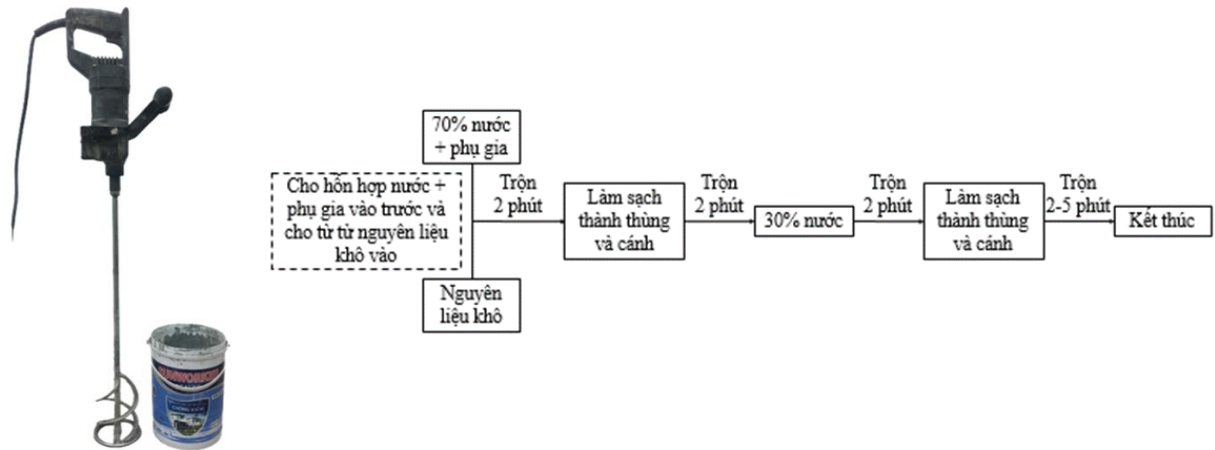 70% nước
+ phụ gia
Cho hỗn hợp nước +
phụ gia vào trước và
cho từ từ nguyên liệu
khô vào
Nguyên
liệu khô
Trộn
2 phút
Làm sạch
thành thùng
và cánh
Trộn
2 phút
30% nước
Trộn
2 phút
Làm sạch
thành thùng
và cánh
Trộn
2-5 phút
Kết thúc